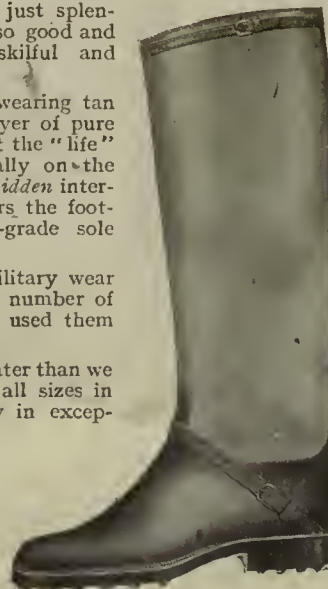 just splen-
so good and
skilful and
wearing tan
yer of pure
t the "life"
ally on the
idden inter-
rs the foot-
-grade sole
ilitary wear
number of
used them
ater than we
all sizes in
y in excep-